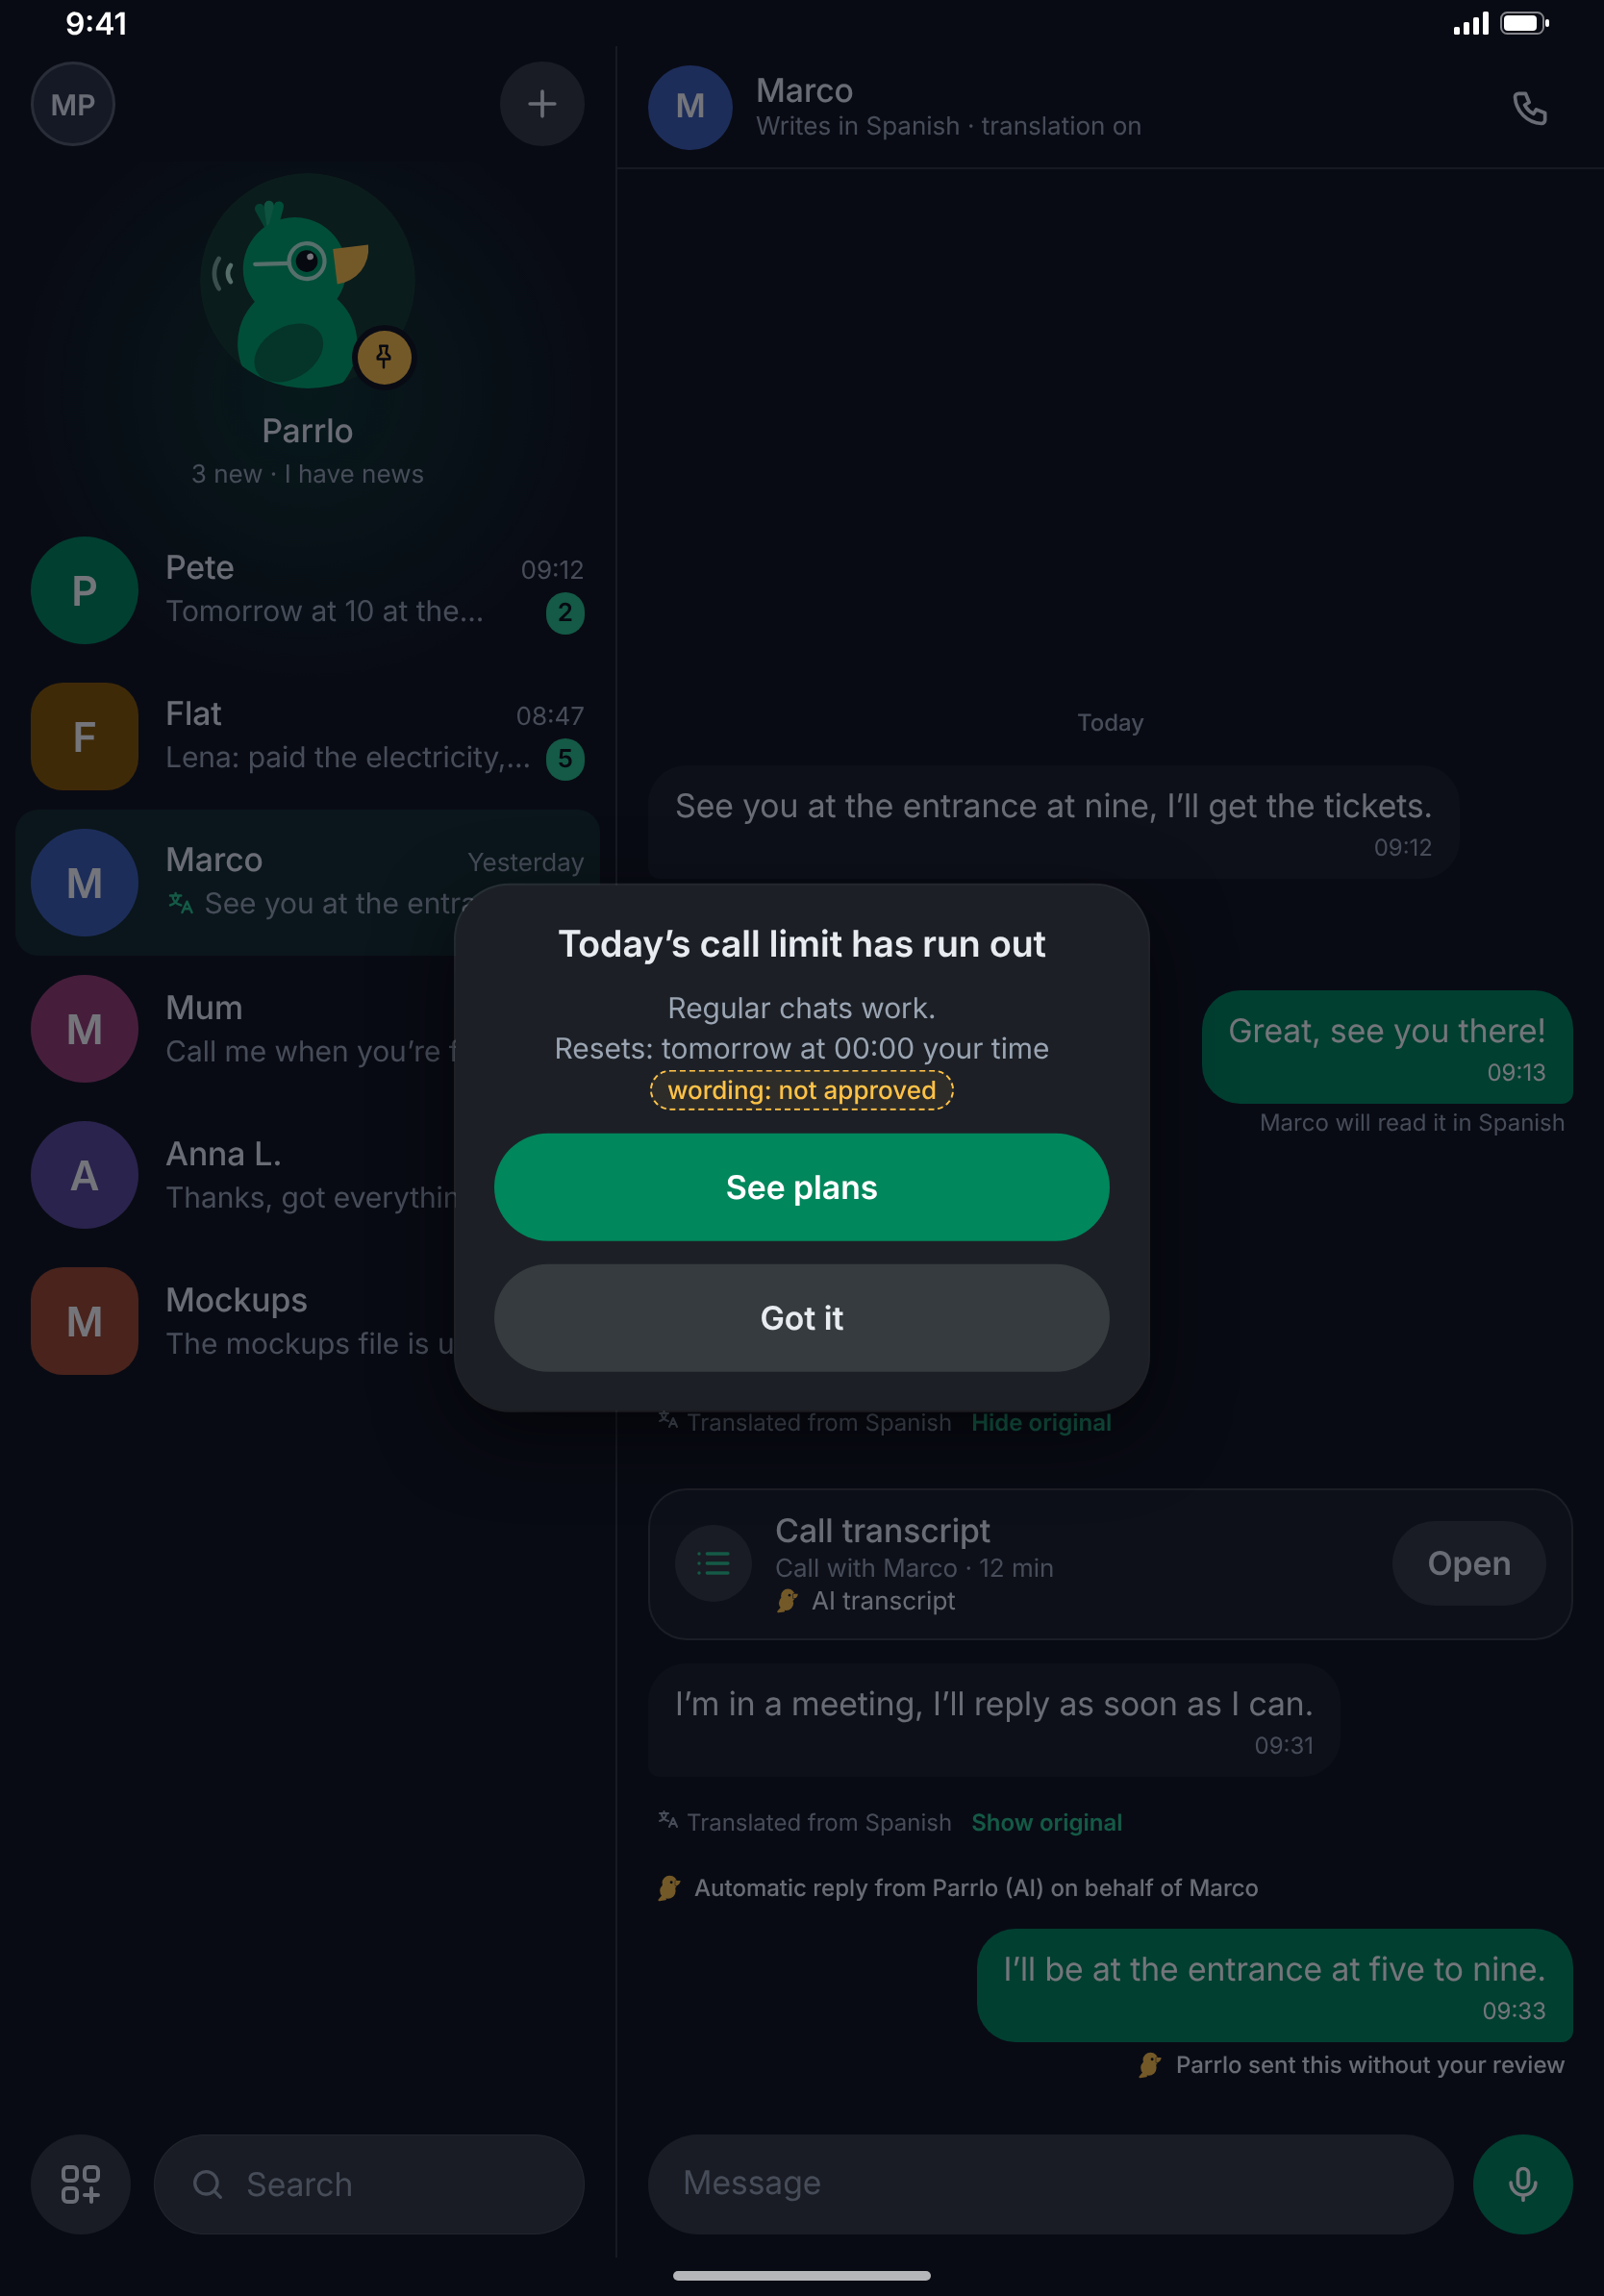 9:41
MP
Parrlo
3 new · I have news
P
Pete
09:12
Tomorrow at 10 at the...
2
F
Flat
08:47
Lena: paid the electricity,...
5
M
Marco
Yesterday
See you at the entra
M
Mum
Call me when you’re f
A
Anna L.
Thanks, got everythin
M
Mockups
The mockups file is u
Search
M
Marco
Writes in Spanish · translation on
Today
See you at the entrance at nine, I’ll get the tickets.
09:12
Great, see you there!
09:13
Marco will read it in Spanish
Today’s call limit has run out
Regular chats work.
Resets: tomorrow at 00:00 your time
wording: not approved
See plans
Got it
Translated from Spanish Hide original
Call transcript
Call with Marco · 12 min
AI transcript
Open
I’m in a meeting, I’ll reply as soon as I can.
09:31
Translated from Spanish Show original
Automatic reply from Parrlo (AI) on behalf of Marco
I’ll be at the entrance at five to nine.
09:33
Parrlo sent this without your review
Message